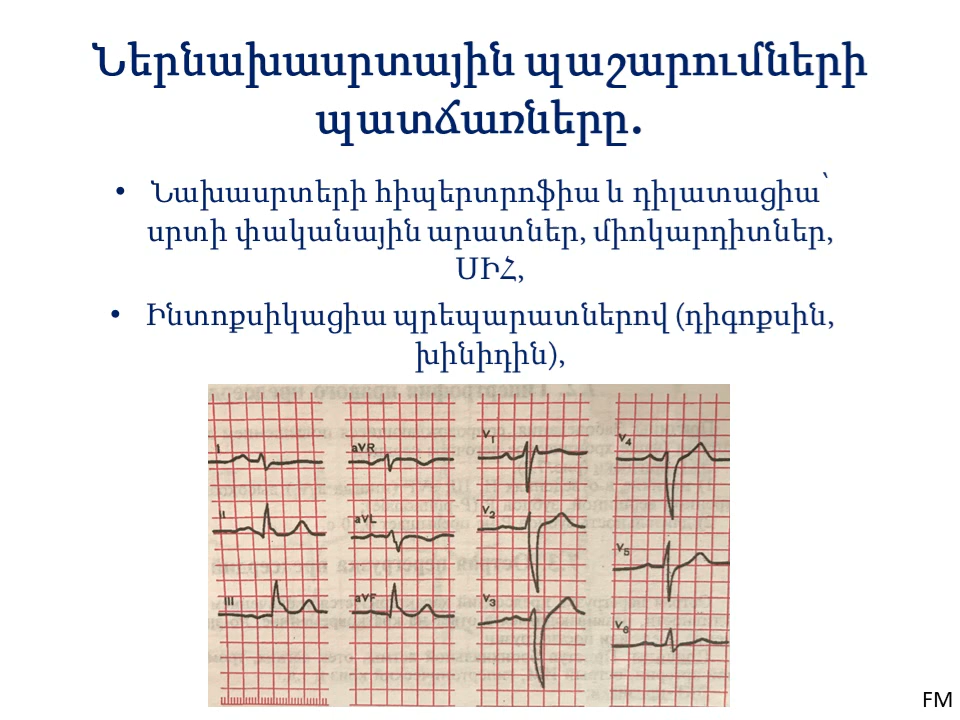 Ներնախասրտային պաշարումների
պատճառները.
• Նախասրտերի հիպերտրոֆիա և դիլատացիա՝
սրտի փականային արատներ, միոկարդիտներ,
ՍԻՀ,
• Ինտոքսիկացիա պրեպարատներով (դիգոքսին,
խինիդին),
I
aVR
V1
V4
II
aVL
V2
V5
III
aVF
V3
V6
FM